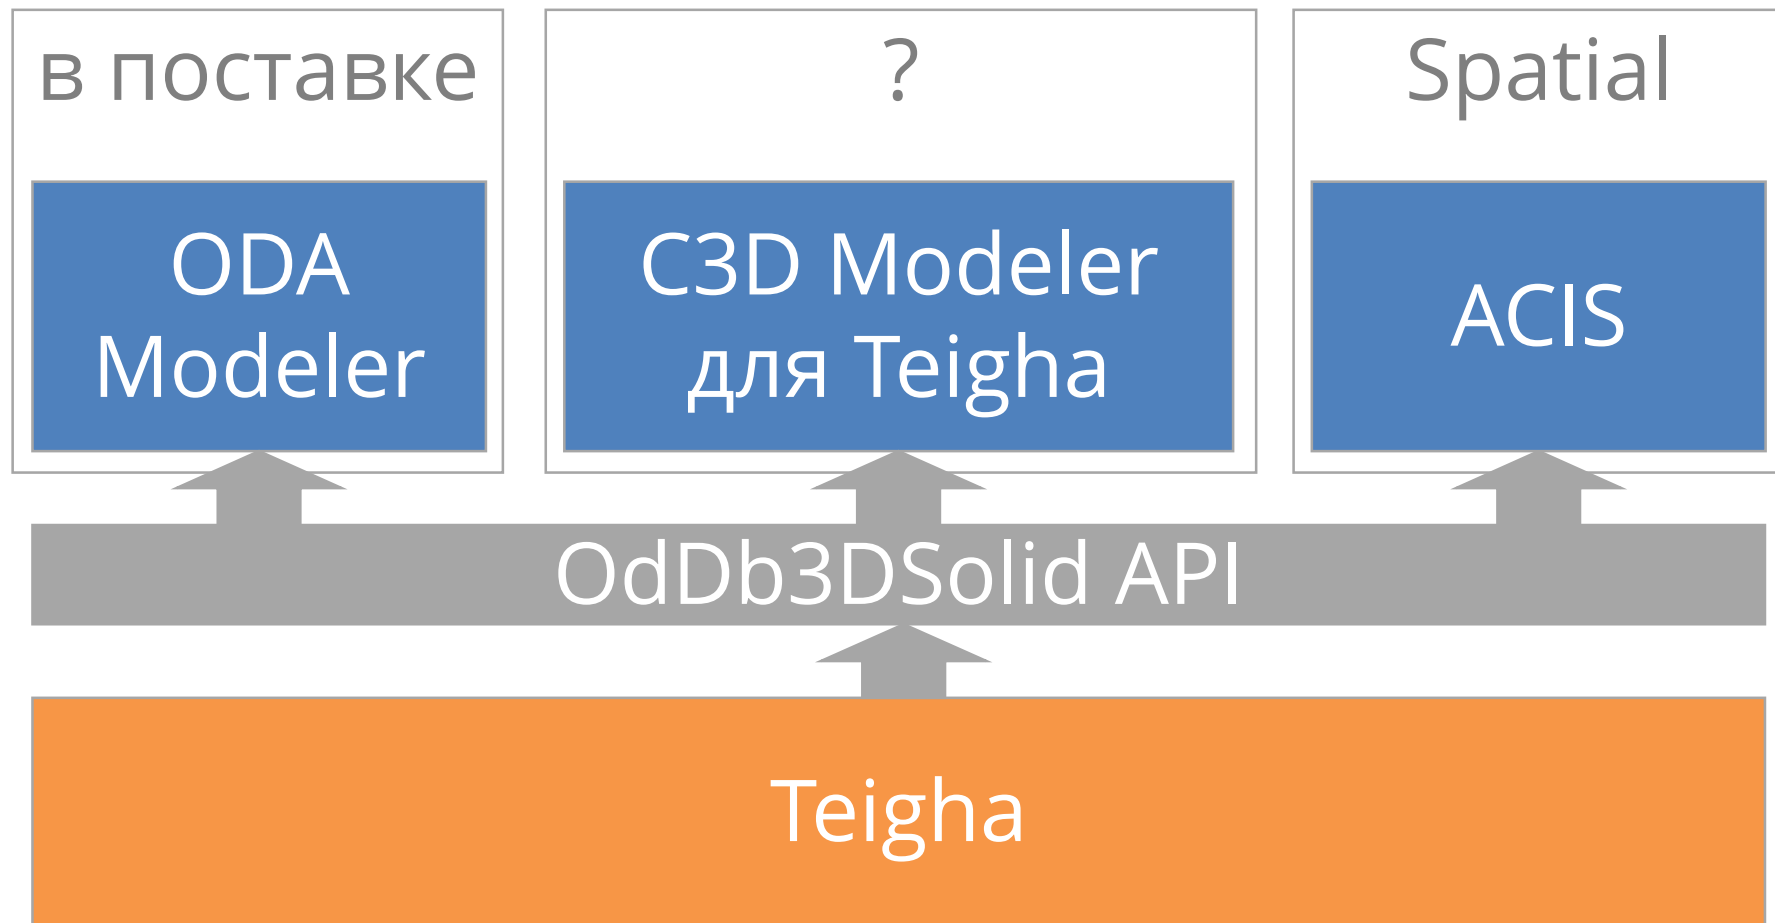 в поставке
?
Spatial
ODA
Modeler
C3D Modeler
для Teigha
ACIS
OdDb3DSolid API
Teigha